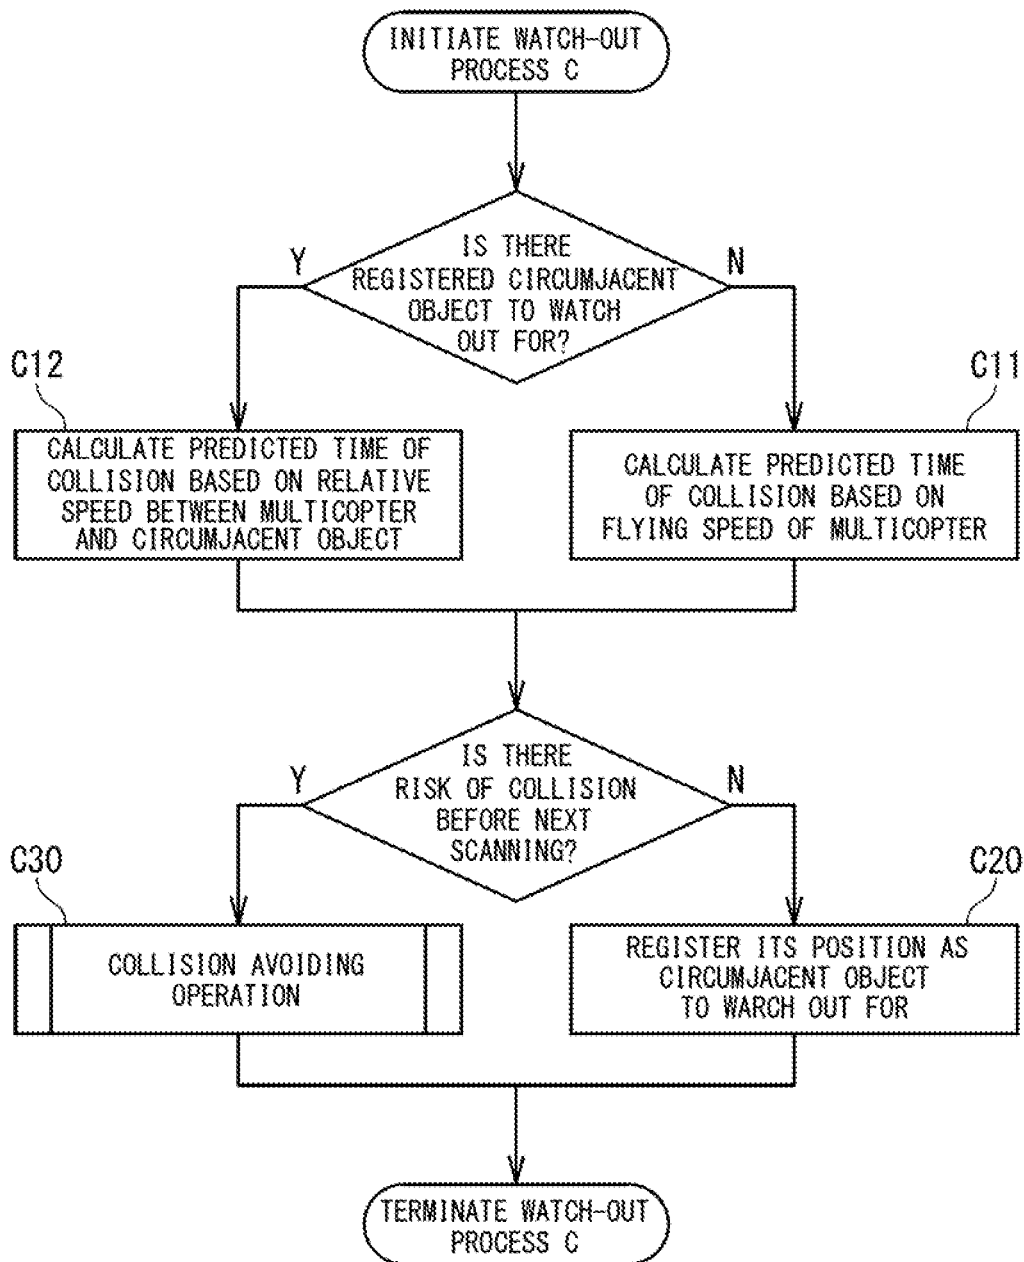 INITIATE WATCH-OUT
PROCESS C
IS THERE
REGISTERED CIRCUMJACENT
OBJECT TO WATCH
OUT FOR?
Y
N
C12
CALCULATE PREDICTED TIME OF
COLLISION BASED ON RELATIVE
SPEED BETWEEN MULTICOPTER
AND CIRCUMJACENT OBJECT
C11
CALCULATE PREDICTED TIME
OF COLLISION BASED ON
FLYING SPEED OF MULTICOPTER
IS THERE
RISK OF COLLISION
BEFORE NEXT
SCANNING?
Y
N
C30
COLLISION AVOIDING
OPERATION
C20
REGISTER ITS POSITION AS
CIRCUMJACENT OBJECT
TO WARCH OUT FOR
TERMINATE WATCH-OUT
PROCESS C